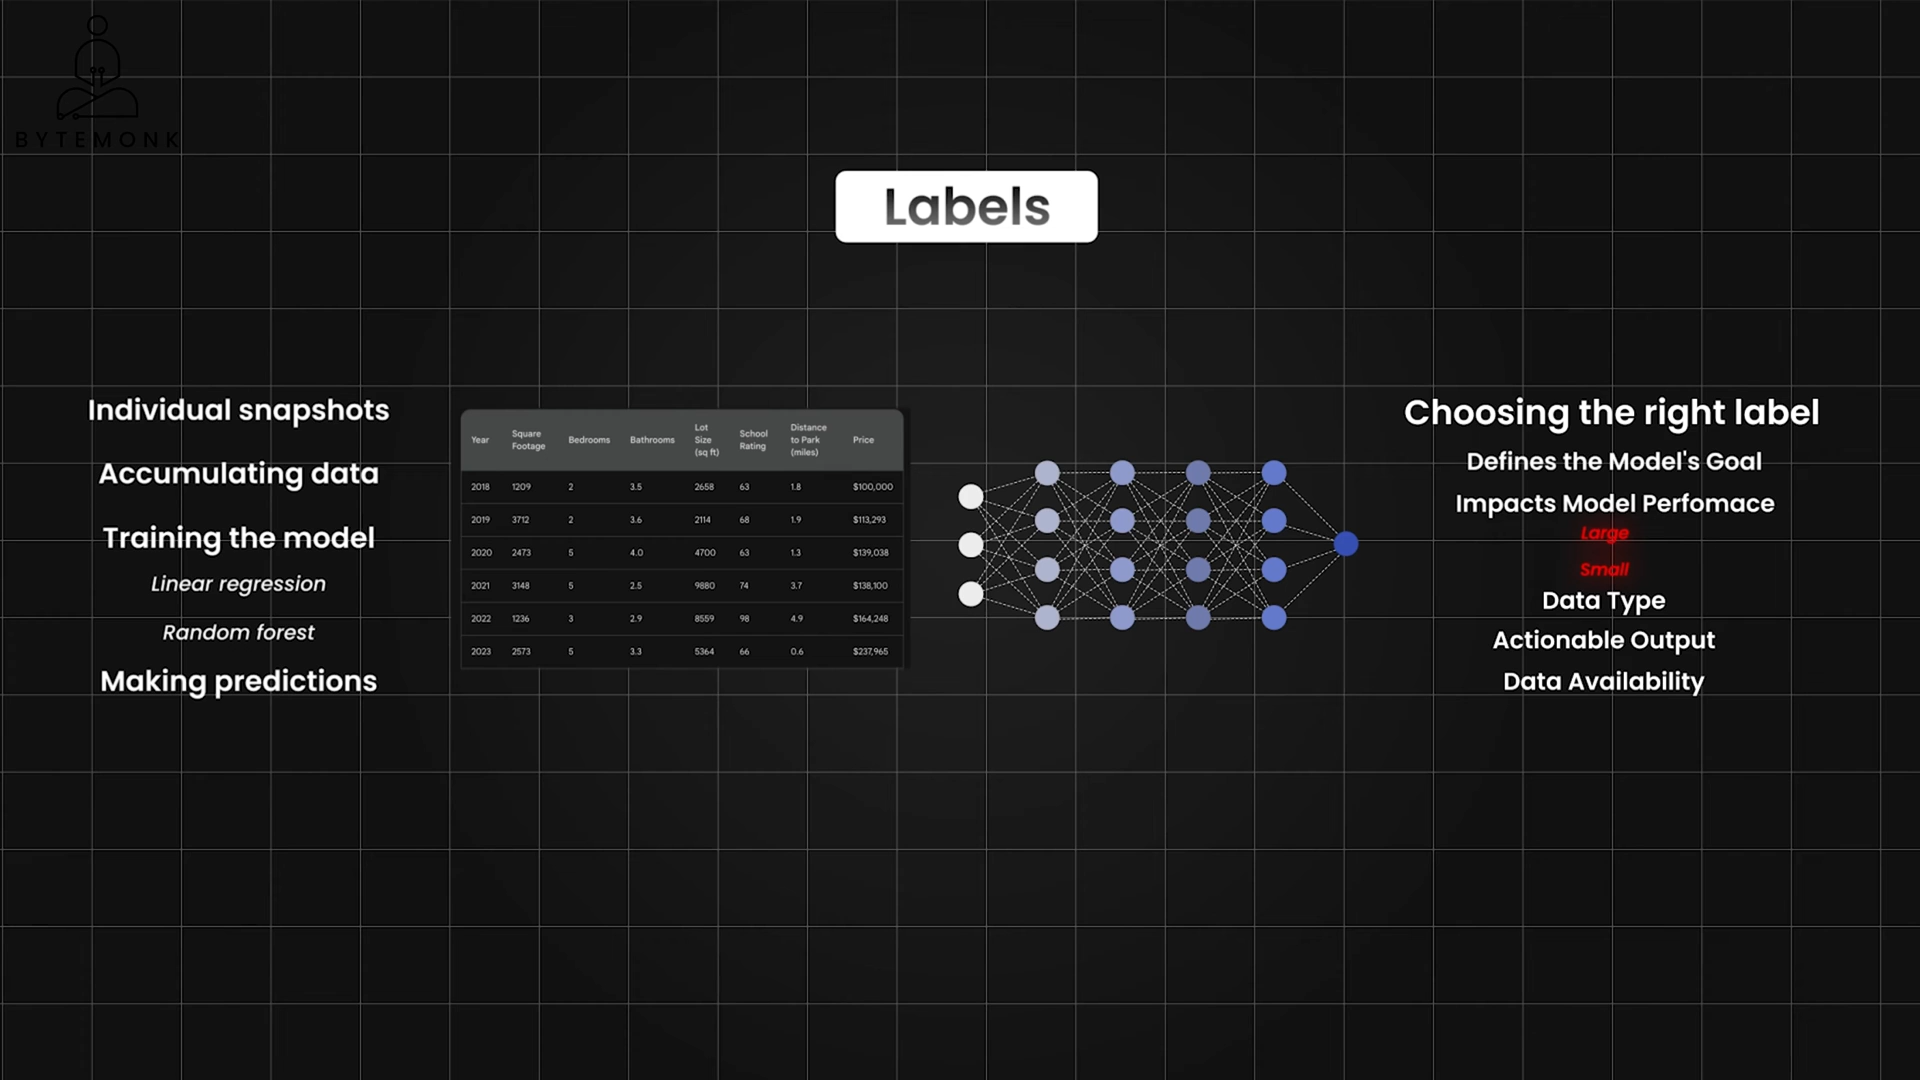 BYTEMONK
Labels
Individual snapshots
Accumulating data
Training the model
Linear regression
Random forest
Making predictions
Year Square Footage Bedrooms Bathrooms Lot Size (sq ft) School Rating Distance to Park (miles) Price
2018 1209 2 3.5 2658 63 1.8 $100,000
2019 3712 2 3.6 2114 68 1.9 $113,293
2020 2473 5 4.0 4700 63 1.3 $139,038
2021 3148 5 2.5 9880 74 3.7 $138,100
2022 1236 3 2.9 8559 98 4.9 $164,248
2023 2573 5 3.3 5364 66 0.6 $237,965
Choosing the right label
Defines the Model's Goal
Impacts Model Perfomace
Large
Small
Data Type
Actionable Output
Data Availability